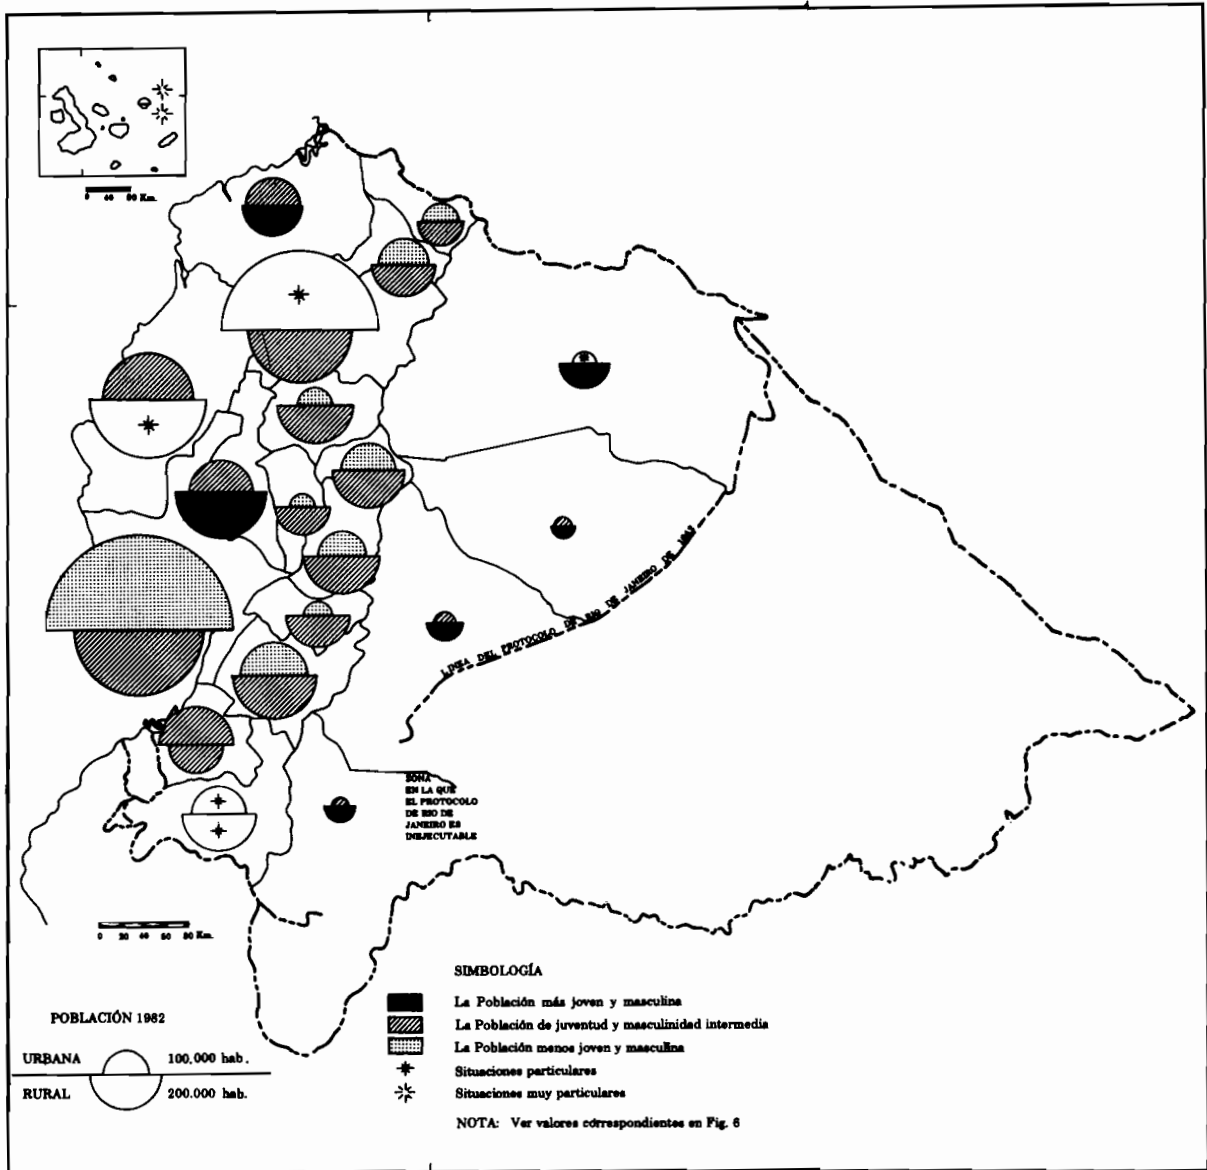 0 40 80 Km.
LINEA DEL PROTOCOLO DE RIO DE JANEIRO DE 1942
ZONA
EN LA QUE
EL PROTOCOLO
DE RIO DE
JANEIRO ES
INEJECUTABLE
0 20 40 60 80 Km.
SIMBOLOGÍA
La Población más joven y masculina
La Población de juventud y masculinidad intermedia
La Población menos joven y masculina
Situaciones particulares
Situaciones muy particulares
NOTA: Ver valores correspondientes en Fig. 6
POBLACIÓN 1982
URBANA 100.000 hab.
RURAL 200.000 hab.